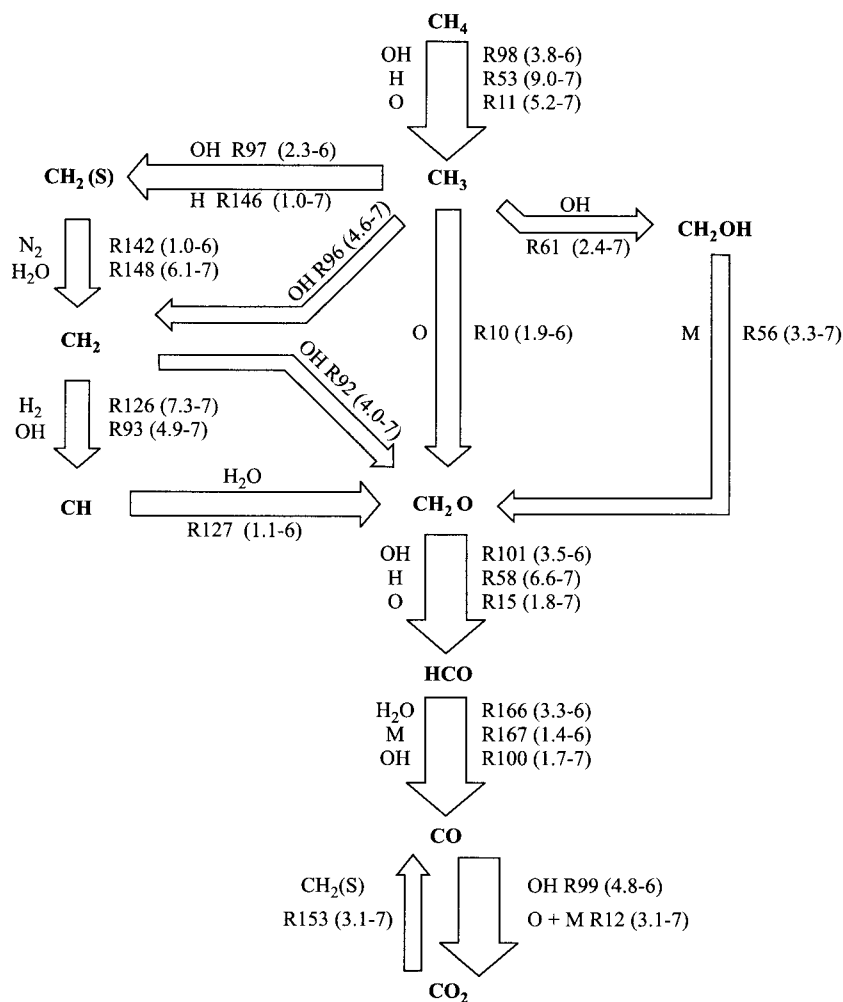 CH4
OH R98 (3.8-6)
H R53 (9.0-7)
O R11 (5.2-7)
OH R97 (2.3-6)
CH2 (S) CH3
H R146 (1.0-7)
OH
CH2OH
R61 (2.4-7)
N2 R142 (1.0-6)
H2O R148 (6.1-7)
OH R96 (4.6-7)
CH2
O R10 (1.9-6)
M R56 (3.3-7)
OH R92 (4.0-7)
H2 R126 (7.3-7)
OH R93 (4.9-7)
H2O
CH CH2 O
R127 (1.1-6)
OH R101 (3.5-6)
H R58 (6.6-7)
O R15 (1.8-7)
HCO
H2O R166 (3.3-6)
M R167 (1.4-6)
OH R100 (1.7-7)
CO
CH2(S) OH R99 (4.8-6)
R153 (3.1-7) O + M R12 (3.1-7)
CO2